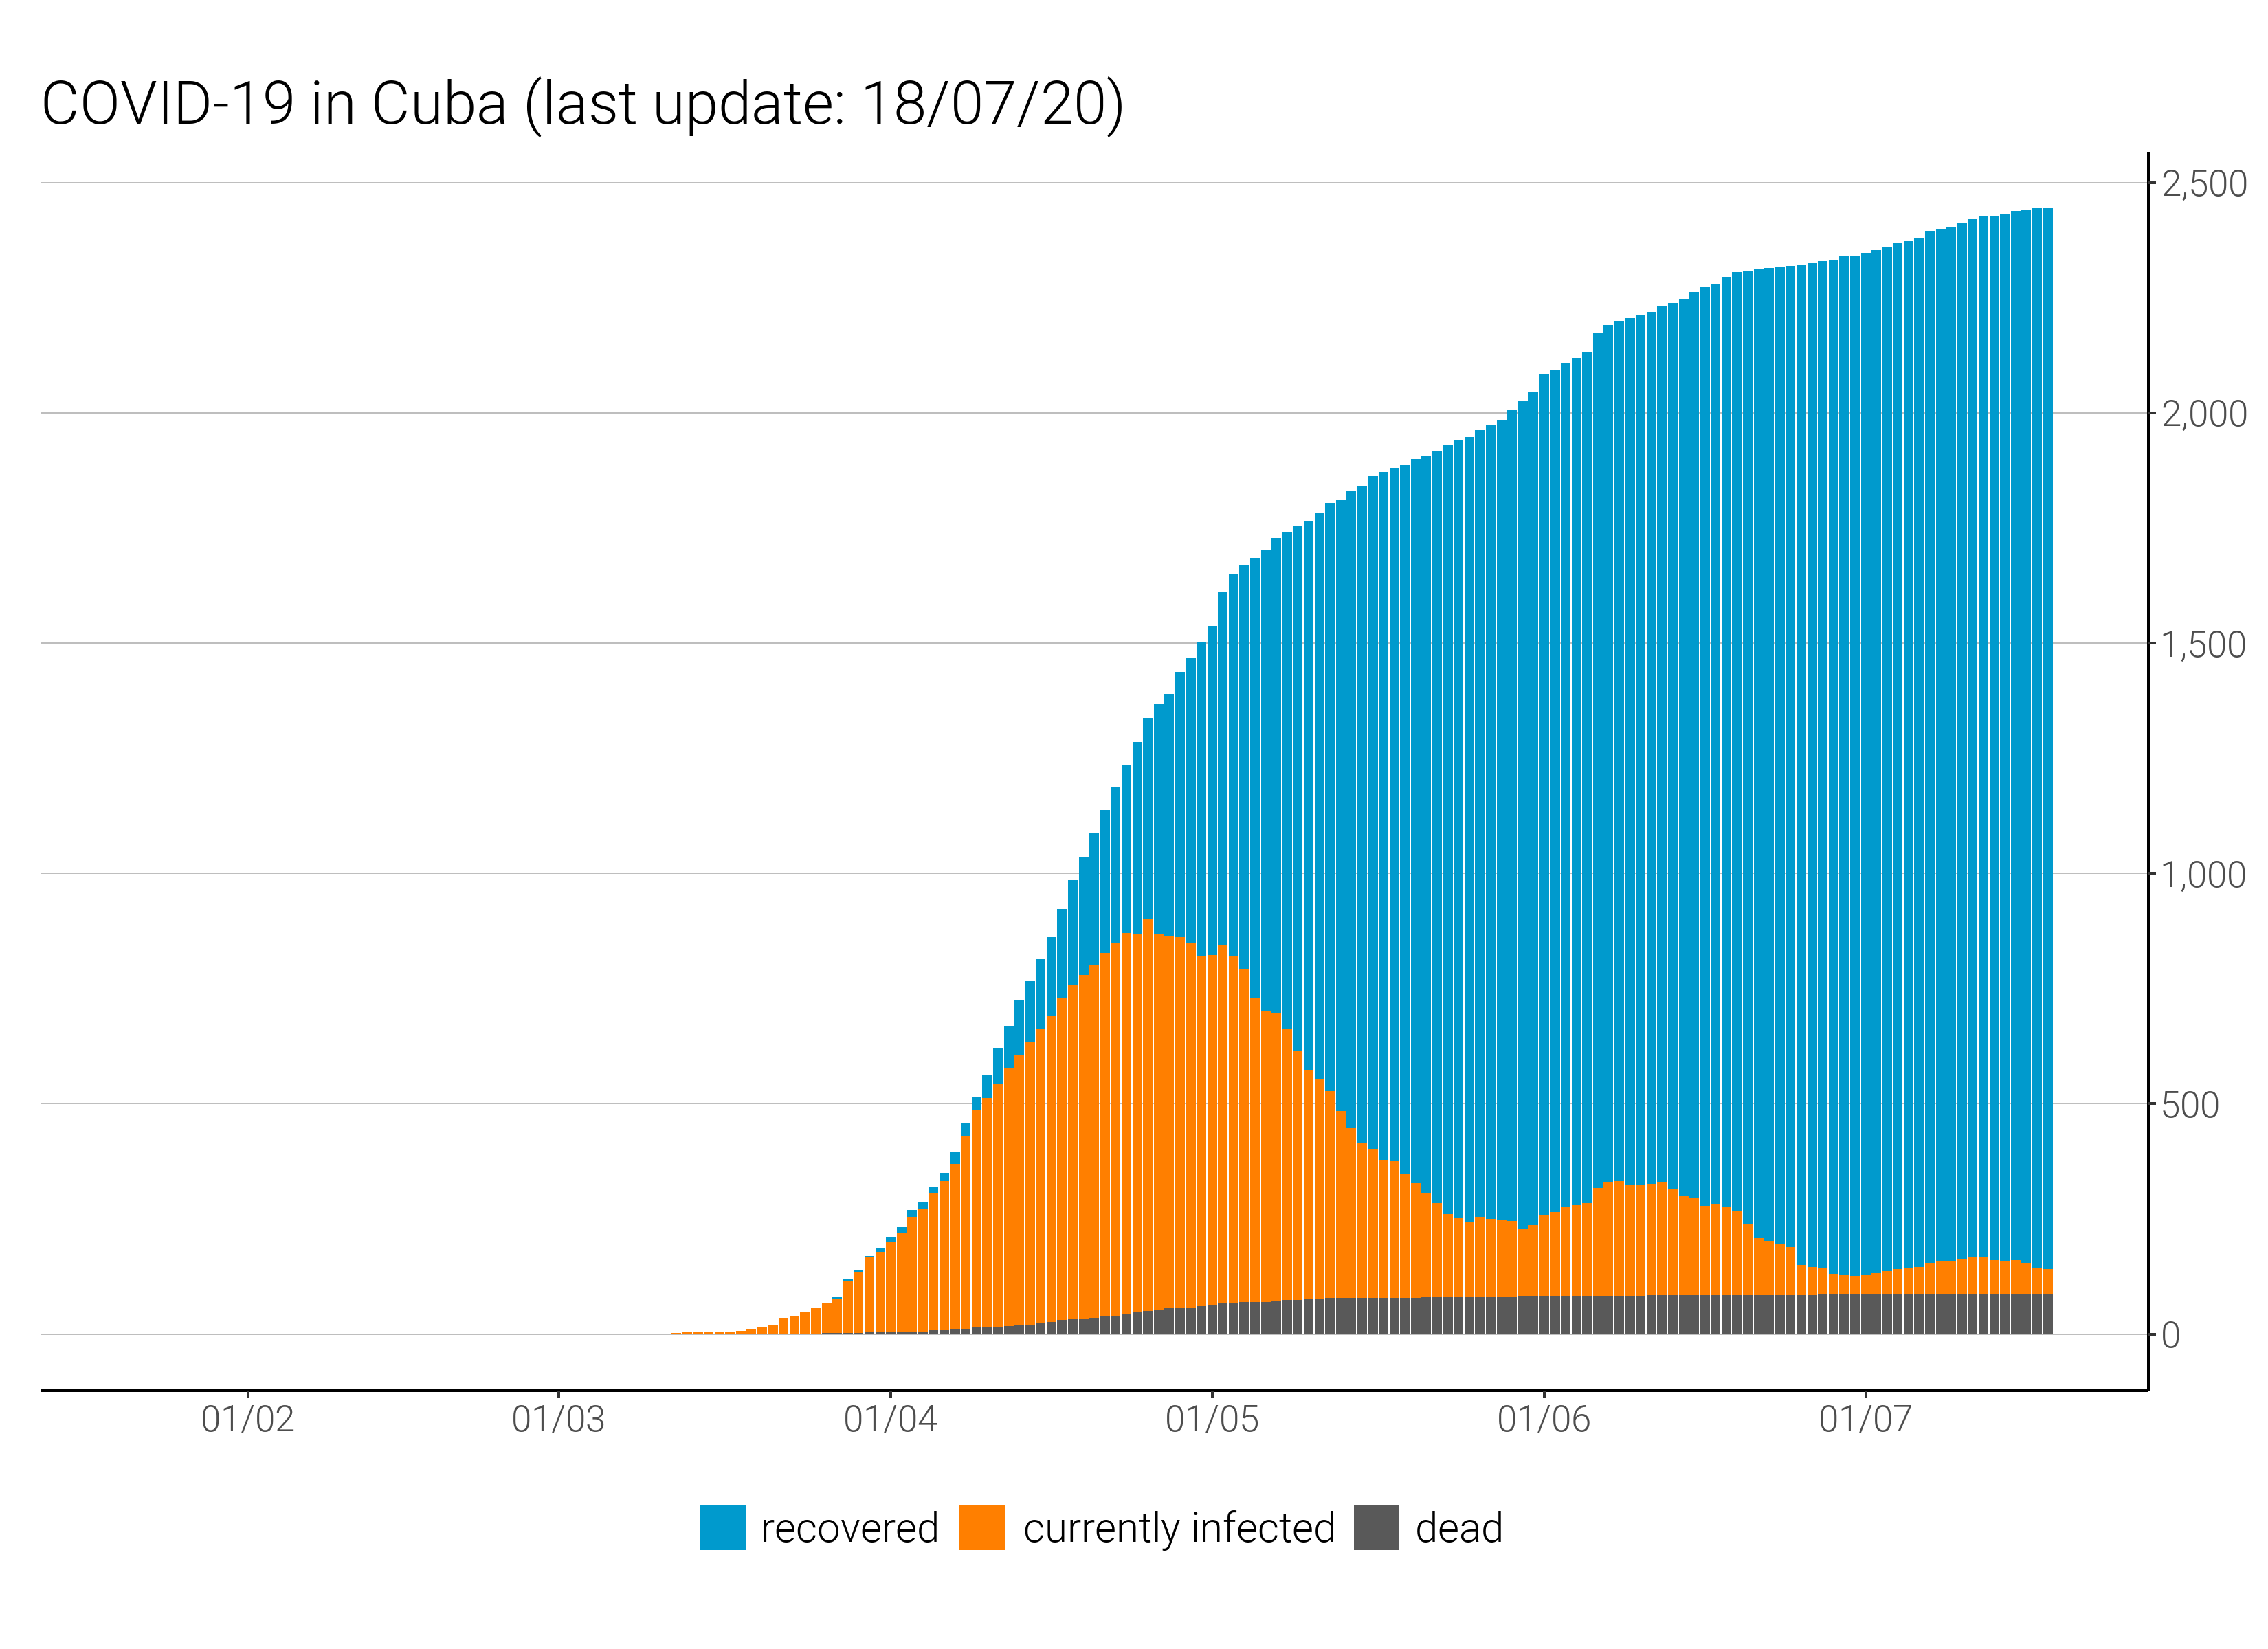 COVID-19 in Cuba (last update: 18/07/20)
2,500
2,000
1,500
1,000
500
0
01/02 01/03 01/04 01/05 01/06 01/07
recovered currently infected dead